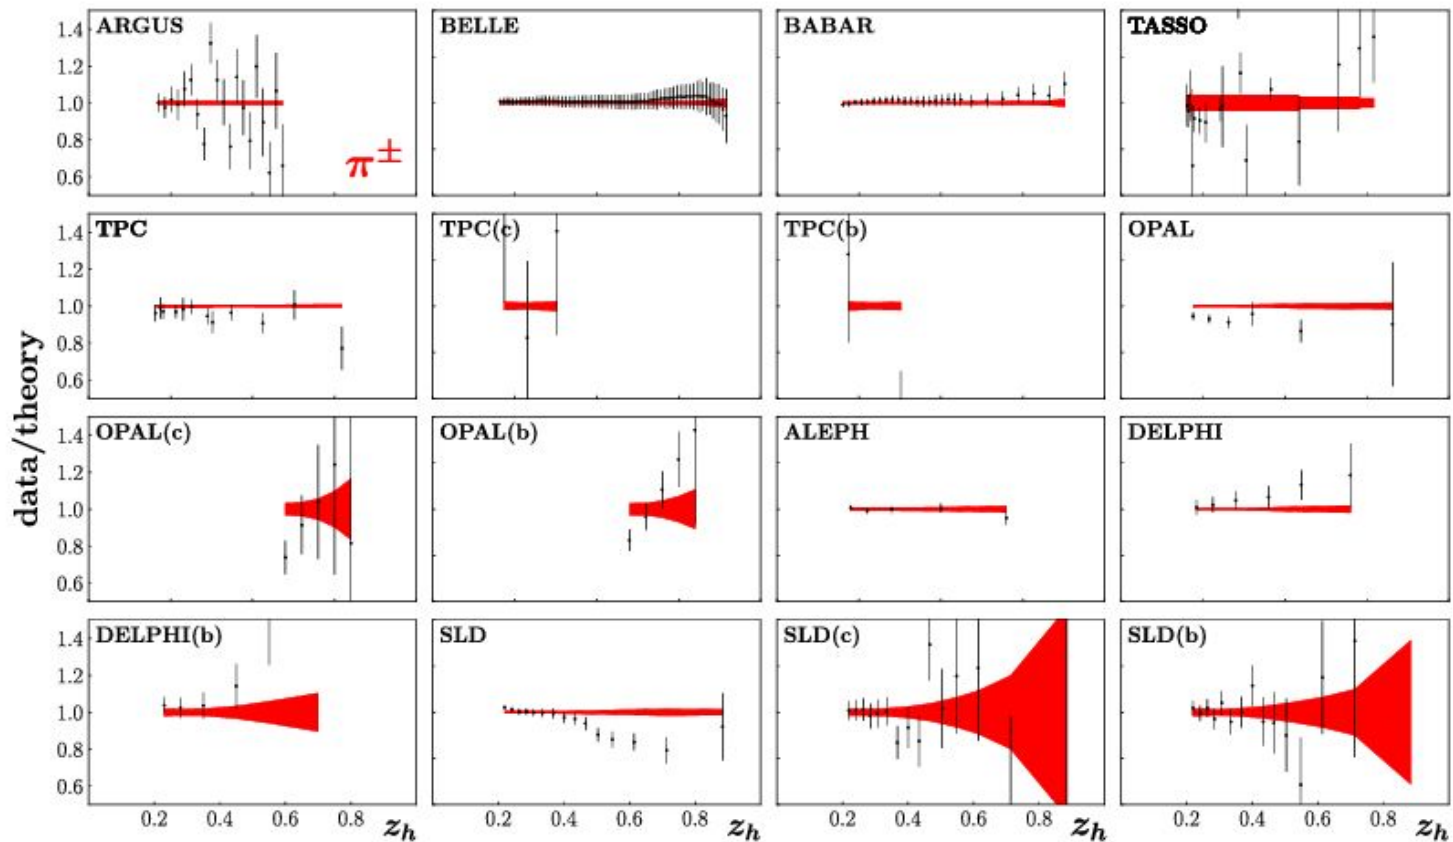 ARGUS
BELLE
BABAR
TASSO
1.4
1.2
1.0
0.8
0.6
π±
TPC
TPC(c)
TPC(b)
OPAL
1.4
1.2
1.0
0.8
0.6
data/theory
OPAL(c)
OPAL(b)
ALEPH
DELPHI
1.4
1.2
1.0
0.8
0.6
DELPHI(b)
SLD
SLD(c)
SLD(b)
1.4
1.2
1.0
0.8
0.6
0.2 0.4 0.6 0.8 zh
0.2 0.4 0.6 0.8 zh
0.2 0.4 0.6 0.8 zh
0.2 0.4 0.6 0.8 zh